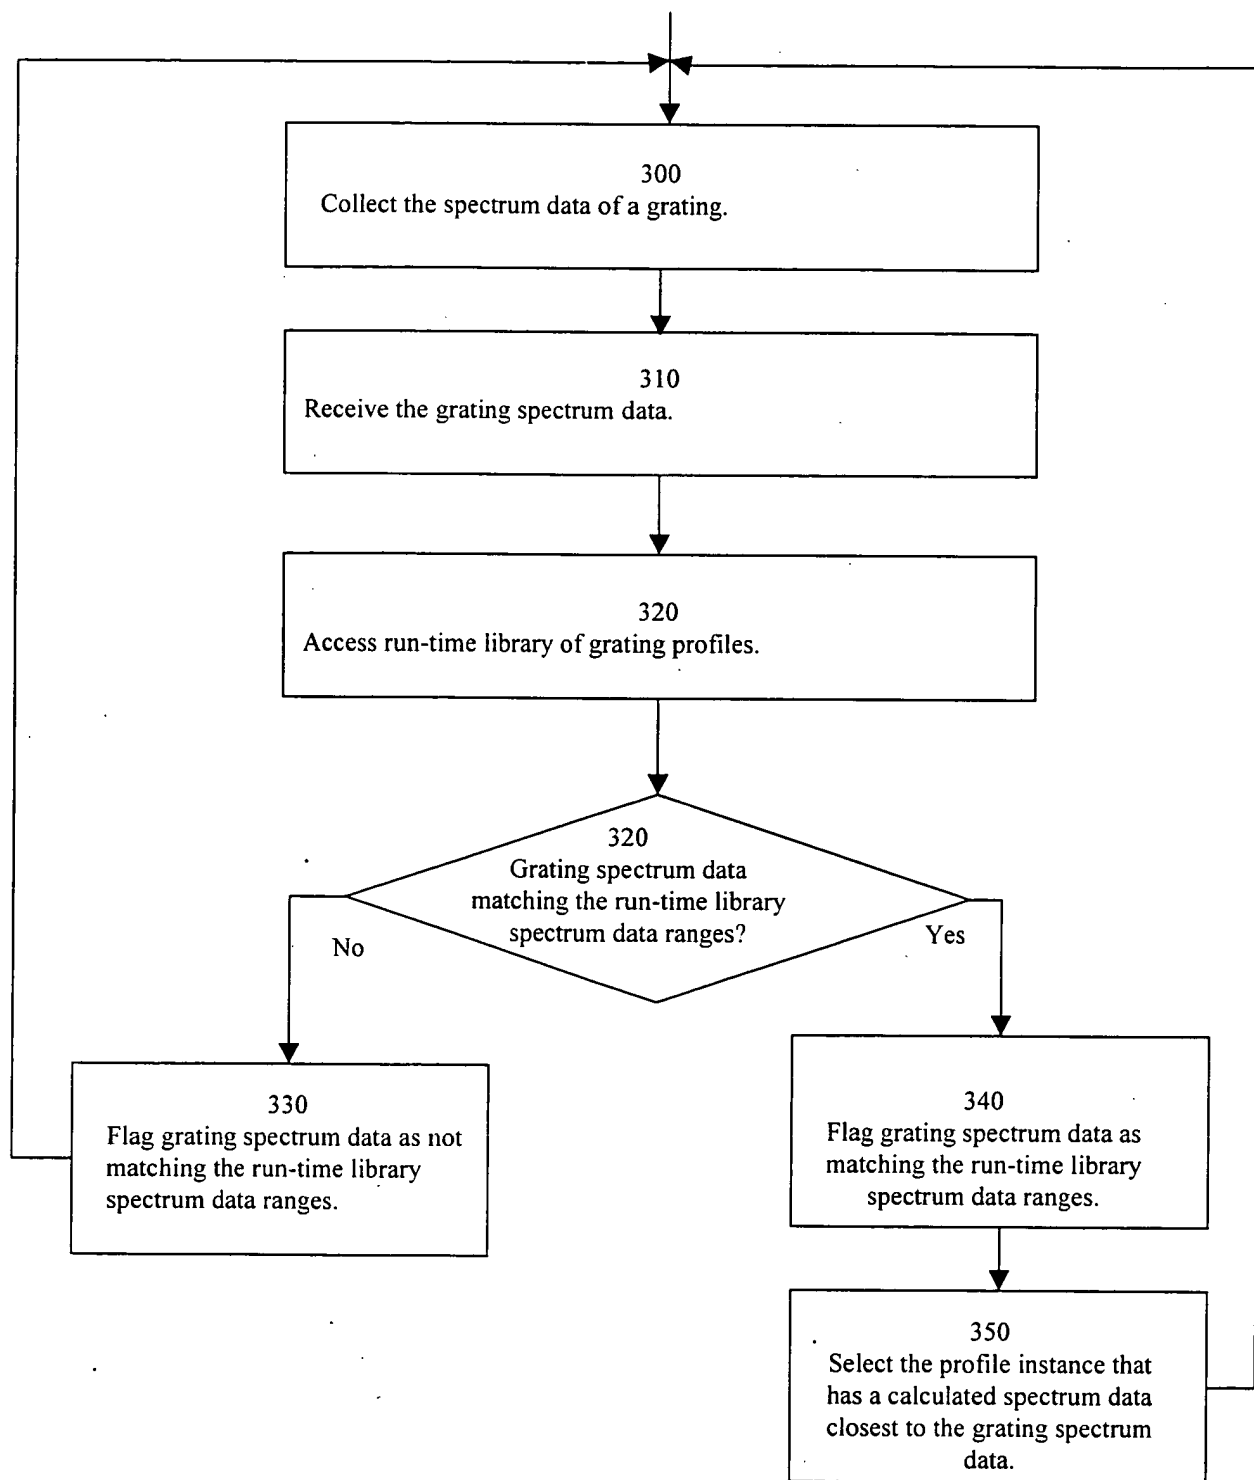 300
Collect the spectrum data of a grating.
310
Receive the grating spectrum data.
320
Access run-time library of grating profiles.
320
Grating spectrum data
matching the run-time library
spectrum data ranges?
No
Yes
330
Flag grating spectrum data as not
matching the run-time library
spectrum data ranges.
340
Flag grating spectrum data as
matching the run-time library
spectrum data ranges.
350
Select the profile instance that
has a calculated spectrum data
closest to the grating spectrum
data.